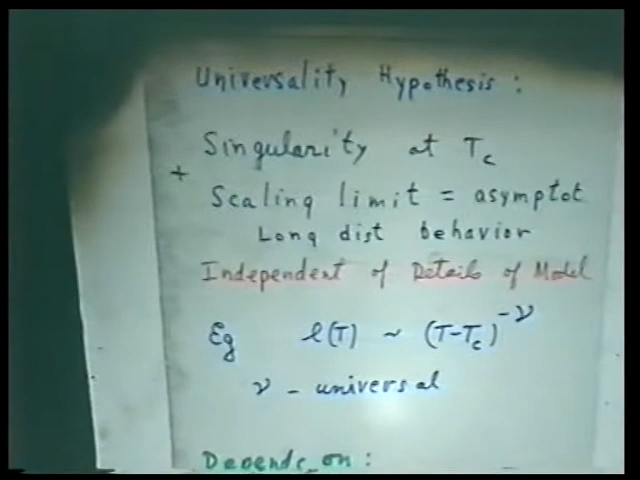 Universality Hypothesis :
Singularity at Tc
+
Scaling limit = asymptot
Long dist behavior
Independent of Details of Model
Eg l(T) ~ (T-Tc)^-ν
ν - universal
Depends on :